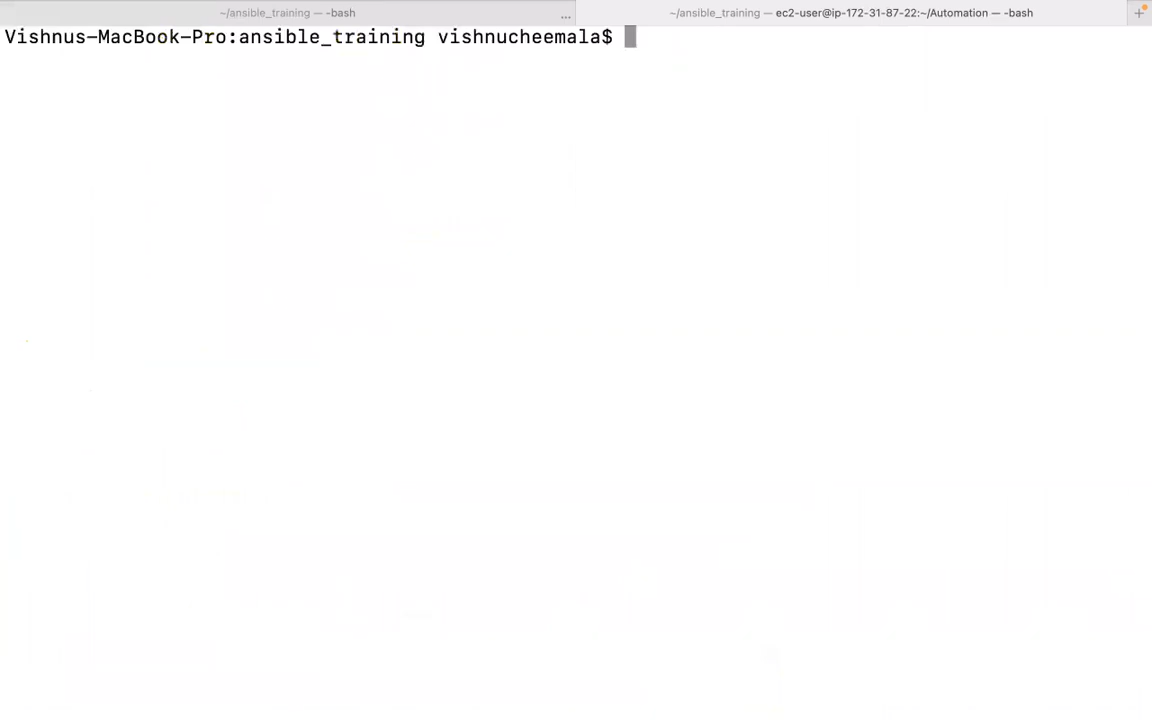 ~/ansible_training — -bash
...
~/ansible_training — ec2-user@ip-172-31-87-22:~/Automation — -bash
+
Vishnus-MacBook-Pro:ansible_training vishnucheemala$